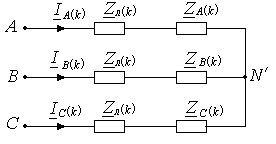 A I_A(k) Z_л(k) Z_A(k)
B I_B(k) Z_л(k) Z_B(k) N′
C I_C(k) Z_л(k) Z_C(k)